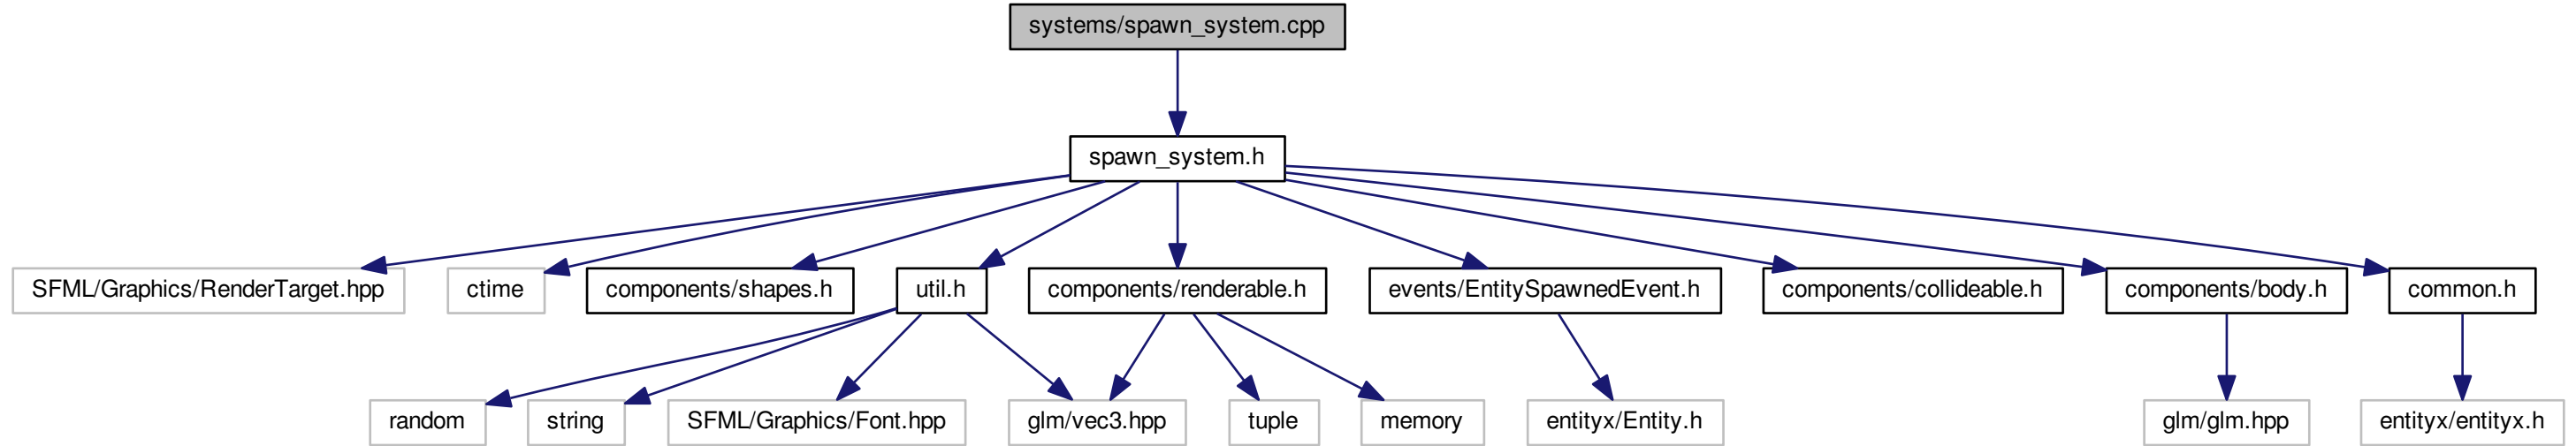 systems/spawn_system.cpp
spawn_system.h
SFML/Graphics/RenderTarget.hpp
ctime
components/shapes.h
util.h
components/renderable.h
events/EntitySpawnedEvent.h
components/collideable.h
components/body.h
common.h
random
string
SFML/Graphics/Font.hpp
glm/vec3.hpp
tuple
memory
entityx/Entity.h
glm/glm.hpp
entityx/entityx.h